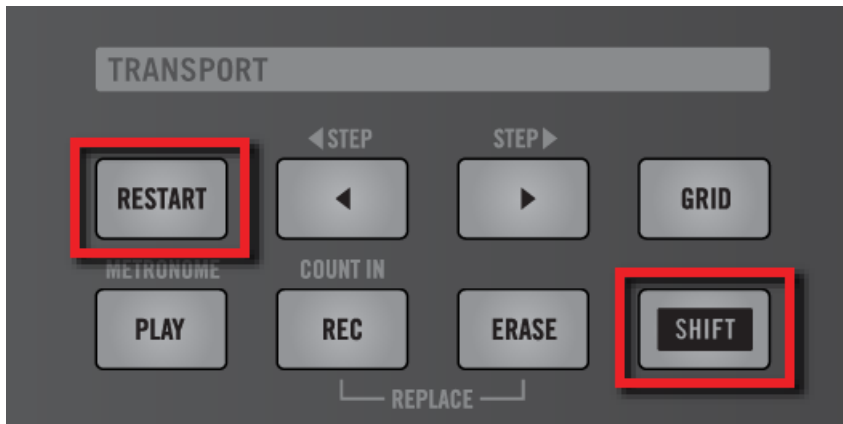 TRANSPORT
◀STEP STEP▶
RESTART ◀ ▶ GRID
METRONOME COUNT IN
PLAY REC ERASE SHIFT
REPLACE